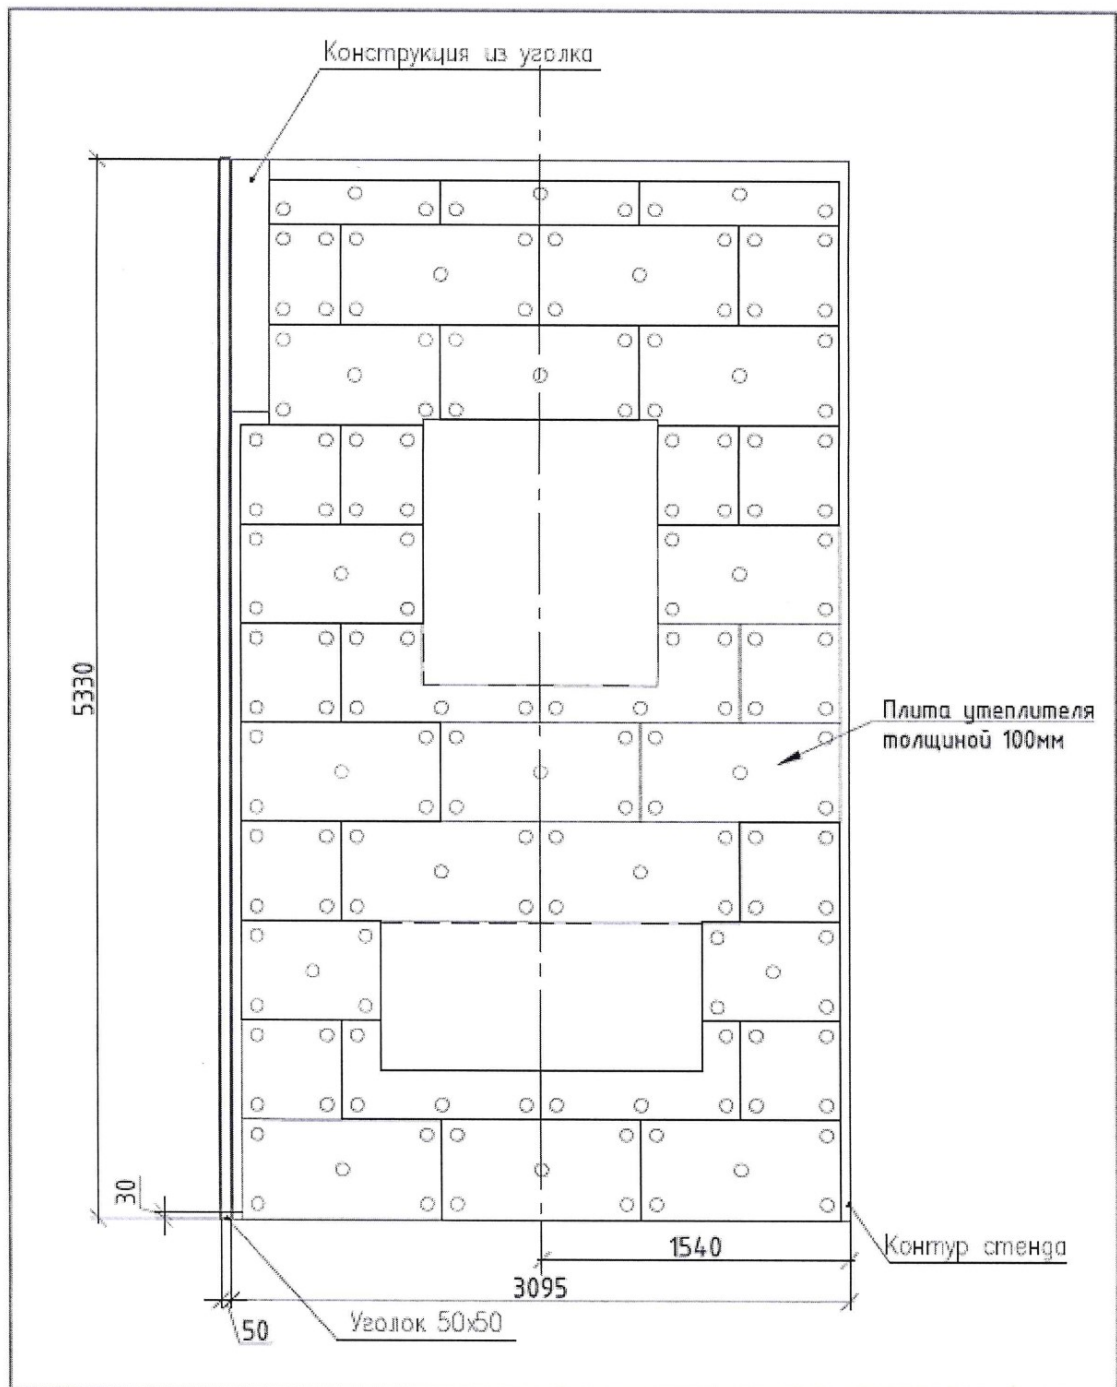 Конструкция из уголка
5330
Плита утеплителя
толщиной 100мм
30
1540
Контур стенда
3095
50
Уголок 50х50